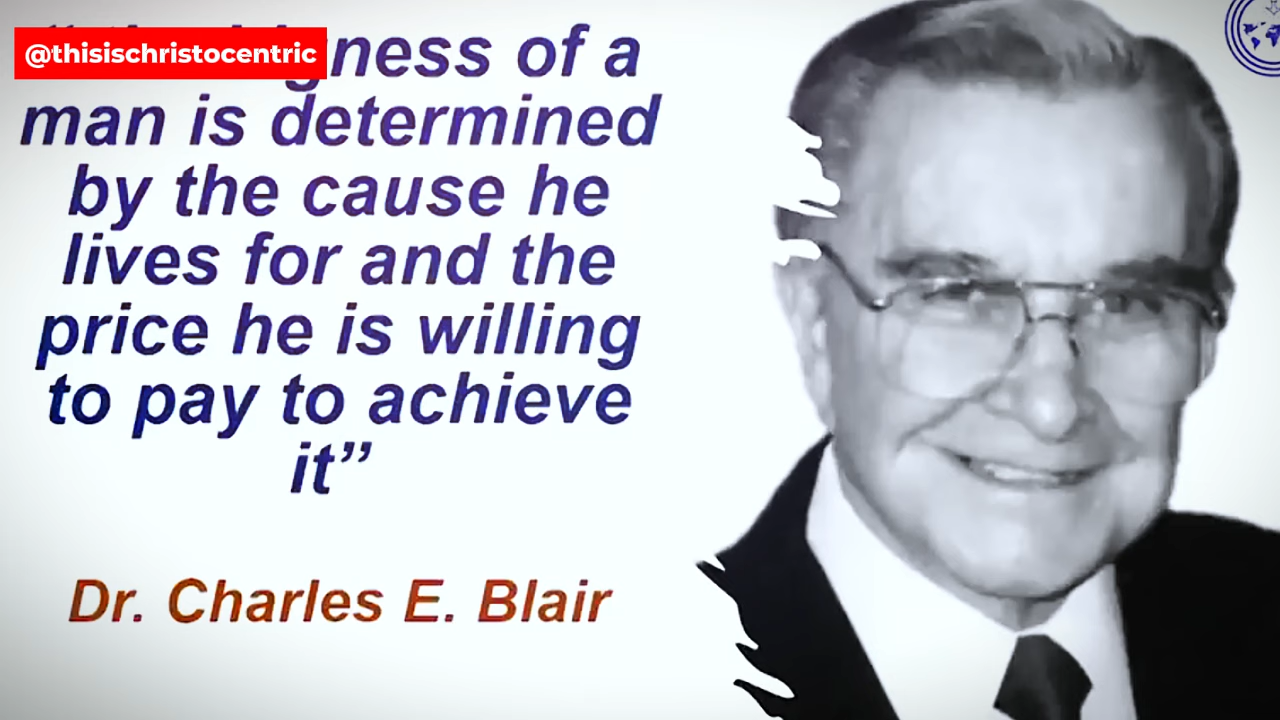 @thisischristocentric
ness of a
man is determined
by the cause he
lives for and the
price he is willing
to pay to achieve
it”
Dr. Charles E. Blair